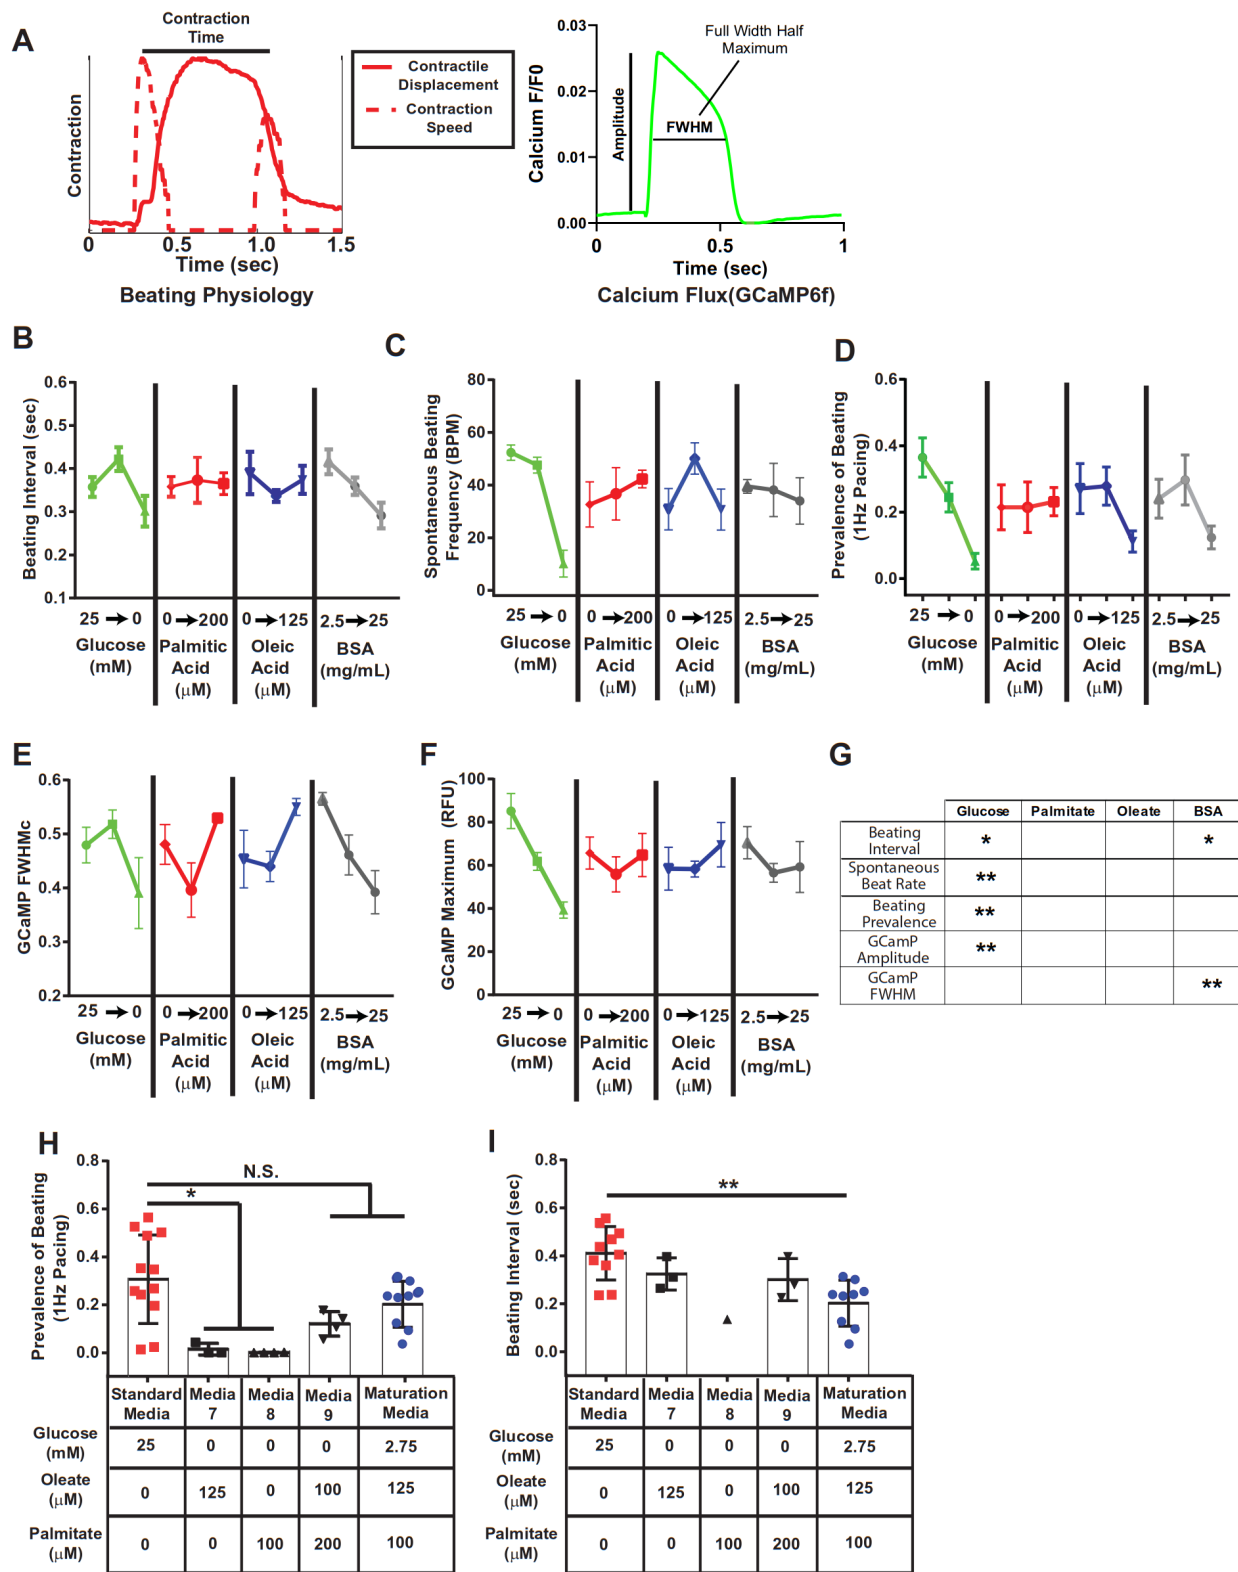 A
Contraction
Time
Contraction
0
0.5
1.0
1.5
Time (sec)
Beating Physiology
Contractile
Displacement
Contraction
Speed
Calcium F/F0
0.03
0.02
0.01
0.00
Amplitude
FWHM
Full Width Half
Maximum
0
0.5
1
Time (sec)
Calcium Flux(GCaMP6f)
B
Beating Interval (sec)
0.6
0.5
0.4
0.3
0.2
0.1
25 → 0
Glucose
(mM)
0 → 200
Palmitic
Acid
(μM)
0 → 125
Oleic
Acid
(μM)
2.5 → 25
BSA
(mg/mL)
C
Spontaneous Beating
Frequency (BPM)
80
60
40
20
0
25 → 0
Glucose
(mM)
0 → 200
Palmitic
Acid
(μM)
0 → 125
Oleic
Acid
(μM)
2.5 → 25
BSA
(mg/mL)
D
Prevalence of Beating
(1Hz Pacing)
0.6
0.4
0.2
0.0
25 → 0
Glucose
(mM)
0 → 200
Palmitic
Acid
(μM)
0 → 125
Oleic
Acid
(μM)
2.5 → 25
BSA
(mg/mL)
E
GCaMP FWHMc
0.6
0.5
0.4
0.3
0.2
25 → 0
Glucose
(mM)
0 → 200
Palmitic
Acid
(μM)
0 → 125
Oleic
Acid
(μM)
2.5 → 25
BSA
(mg/mL)
F
GCaMP Maximum (RFU)
100
80
60
40
20
0
25 → 0
Glucose
(mM)
0 → 200
Palmitic
Acid
(μM)
0 → 125
Oleic
Acid
(μM)
2.5 → 25
BSA
(mg/mL)
G
Glucose Palmitate Oleate BSA
Beating
Interval * *
Spontaneous
Beat Rate **
Beating
Prevalence **
GCamP
Amplitude **
GCamP
FWHM **
H
Prevalence of Beating
(1Hz Pacing)
0.8
0.6
0.4
0.2
0.0
N.S.
*
Standard Media Media Media Maturation
Media 7 8 9 Media
Glucose
(mM) 25 0 0 0 2.75
Oleate
(μM) 0 125 0 100 125
Palmitate
(μM) 0 0 100 200 100
I
Beating Interval (sec)
0.8
0.6
0.4
0.2
0.0
**
Standard Media Media Media Maturation
Media 7 8 9 Media
Glucose
(mM) 25 0 0 0 2.75
Oleate
(μM) 0 125 0 100 125
Palmitate
(μM) 0 0 100 200 100